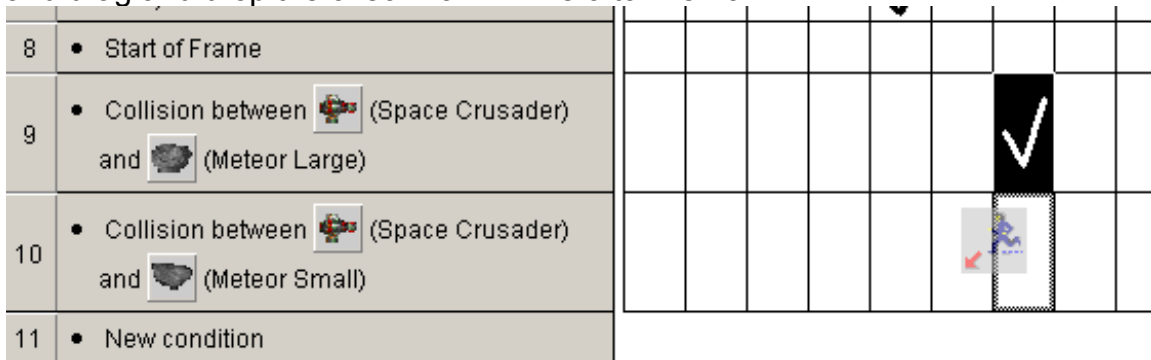 8 • Start of Frame
9 • Collision between (Space Crusader)
and (Meteor Large)
10 • Collision between (Space Crusader)
and (Meteor Small)
11 • New condition